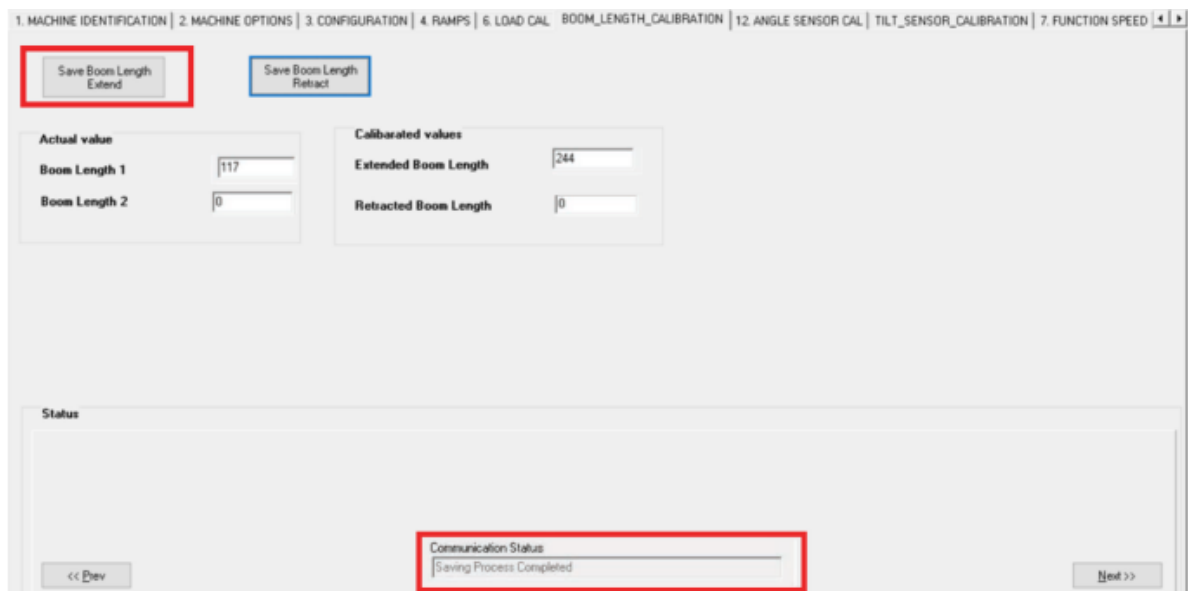 1. MACHINE IDENTIFICATION | 2. MACHINE OPTIONS | 3. CONFIGURATION | 4. RAMPS | 6. LOAD CAL | BOOM_LENGTH_CALIBRATION | 12. ANGLE SENSOR CAL | TILT_SENSOR_CALIBRATION | 7. FUNCTION SPEED
Save Boom Length
Extend
Save Boom Length
Retract
Actual value
Boom Length 1 117
Boom Length 2 0
Calibarated values
Extended Boom Length 244
Retracted Boom Length 0
Status
Communication Status
Saving Process Completed
<< Prev
Next >>